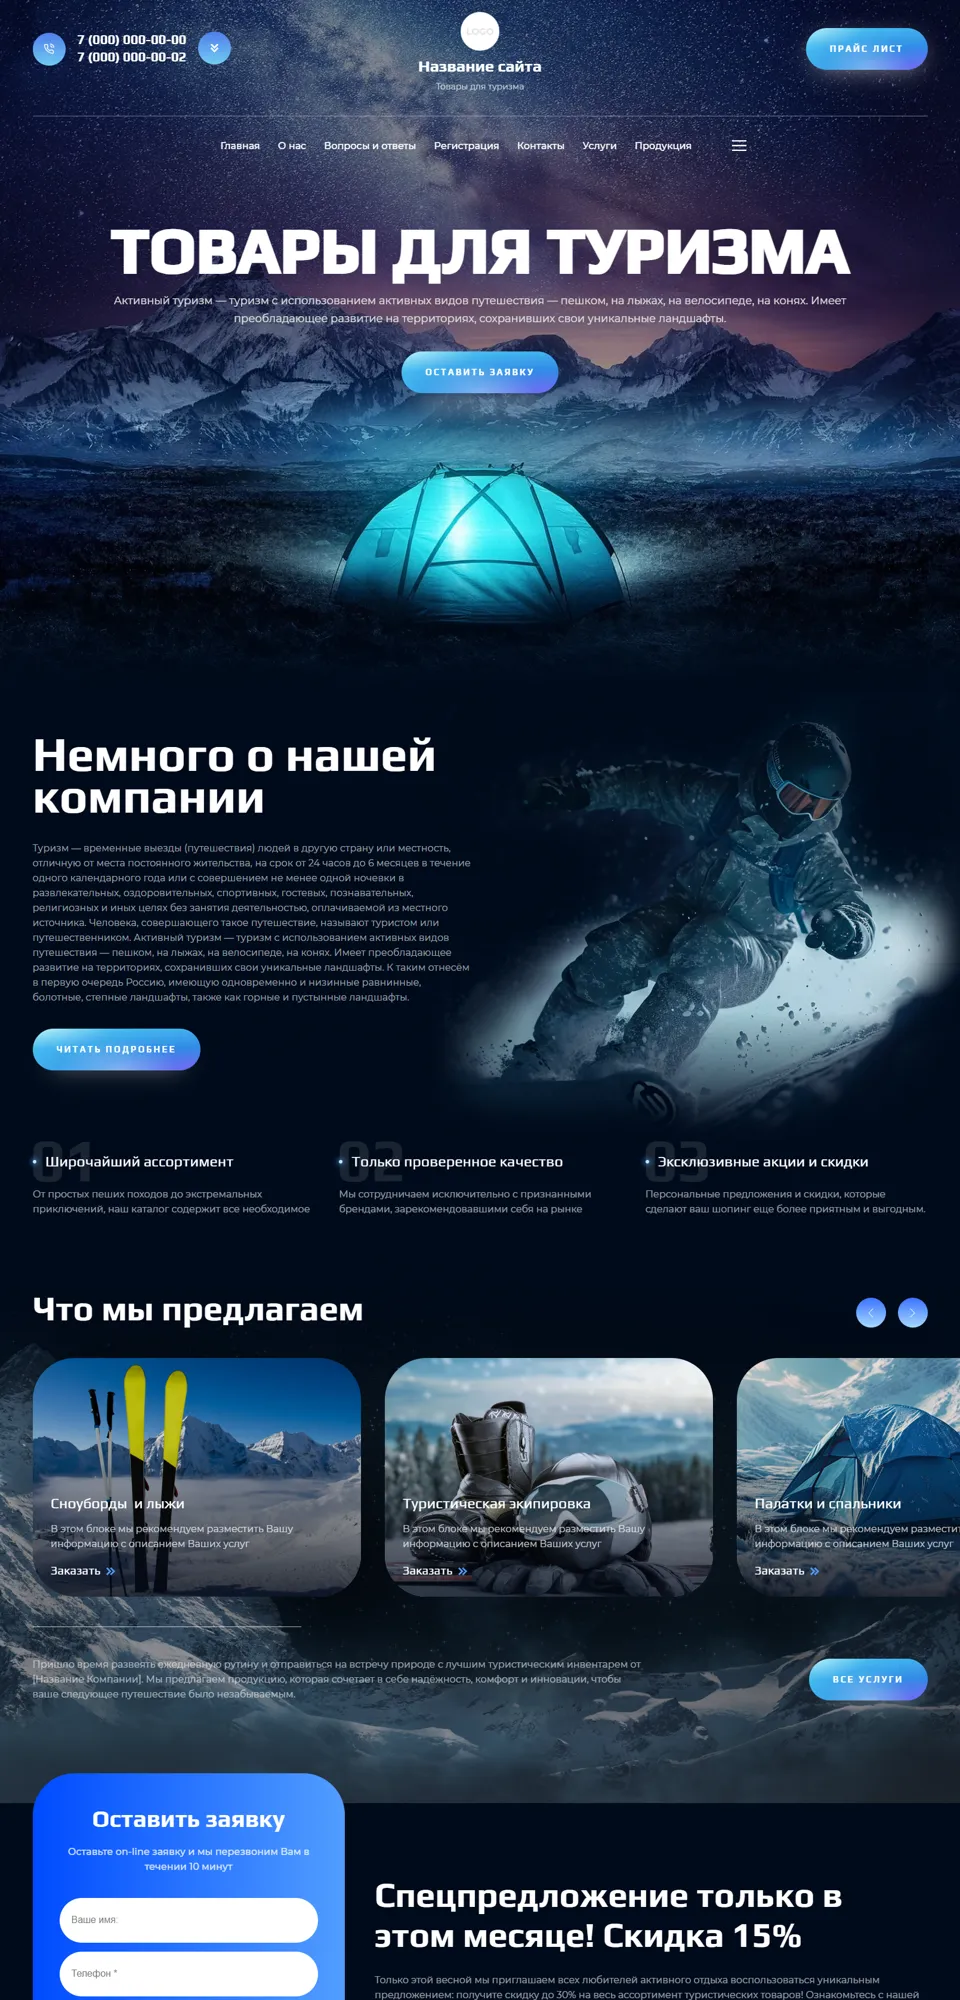 7 (000) 000-00-00
7 (000) 000-00-02
LOGO
Название сайта
Товары для туризма
ПРАЙС ЛИСТ
Главная О нас Вопросы и ответы Регистрация Контакты Услуги Продукция
ТОВАРЫ ДЛЯ ТУРИЗМА
Активный туризм — туризм с использованием активных видов путешествия — пешком, на лыжах, на велосипеде, на конях. Имеет
преобладающее развитие на территориях, сохранивших свои уникальные ландшафты.
ОСТАВИТЬ ЗАЯВКУ
Немного о нашей
компании
Туризм — временные выезды (путешествия) людей в другую страну или местность,
отличную от места постоянного жительства, на срок от 24 часов до 6 месяцев в течение
одного календарного года или с совершением не менее одной ночевки в
развлекательных, оздоровительных, спортивных, гостевых, познавательных,
религиозных и иных целях без занятия деятельностью, оплачиваемой из местного
источника. Человека, совершающего такое путешествие, называют туристом или
путешественником. Активный туризм — туризм с использованием активных видов
путешествия — пешком, на лыжах, на велосипеде, на конях. Имеет преобладающее
развитие на территориях, сохранивших свои уникальные ландшафты. К таким отнесём
в первую очередь Россию, имеющую одновременно и низинные равнинные,
болотные, степные ландшафты, также как горные и пустынные ландшафты.
ЧИТАТЬ ПОДРОБНЕЕ
01
Широчайший ассортимент
От простых пеших походов до экстремальных
приключений, наш каталог содержит все необходимое
02
Только проверенное качество
Мы сотрудничаем исключительно с признанными
брендами, зарекомендовавшими себя на рынке
03
Эксклюзивные акции и скидки
Персональные предложения и скидки, которые
сделают ваш шопинг еще более приятным и выгодным.
Что мы предлагаем
Сноуборды и лыжи
В этом блоке мы рекомендуем разместить Вашу
информацию с описанием Ваших услуг
Заказать
Туристическая экипировка
В этом блоке мы рекомендуем разместить Вашу
информацию с описанием Ваших услуг
Заказать
Палатки и спальники
В этом блоке мы рекомендуем разместит
информацию с описанием Ваших услуг
Заказать
Пришло время развеять ежедневную рутину и отправиться на встречу природе с лучшим туристическим инвентарем от
[Название Компании]. Мы предлагаем продукцию, которая сочетает в себе надёжность, комфорт и инновации, чтобы
ваше следующее путешествие было незабываемым.
ВСЕ УСЛУГИ
Оставить заявку
Оставьте on-line заявку и мы перезвоним Вам в
течении 10 минут
Ваше имя:
Телефон *
Спецпредложение только в
этом месяце! Скидка 15%
Только этой весной мы приглашаем всех любителей активного отдыха воспользоваться уникальным
предложением: получите скидку до 30% на весь ассортимент туристических товаров! Ознакомьтесь с нашей